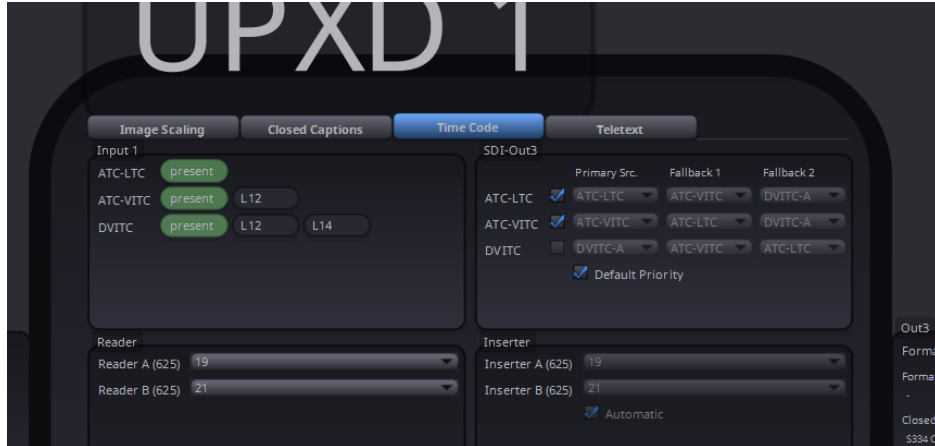 UPXD 1
Image Scaling Closed Captions Time Code Teletext
Input 1
ATC-LTC present
ATC-VITC present L12
DVITC present L12 L14
SDI-Out3
Primary Src. Fallback 1 Fallback 2
ATC-LTC ATC-LTC ATC-VITC DVITC-A
ATC-VITC ATC-VITC ATC-LTC DVITC-A
DVITC DVITC-A ATC-VITC ATC-LTC
Default Priority
Reader
Reader A (625) 19
Reader B (625) 21
Inserter
Inserter A (625) 19
Inserter B (625) 21
Automatic
Out3
Forma
Forma
-
Closed
S334 C